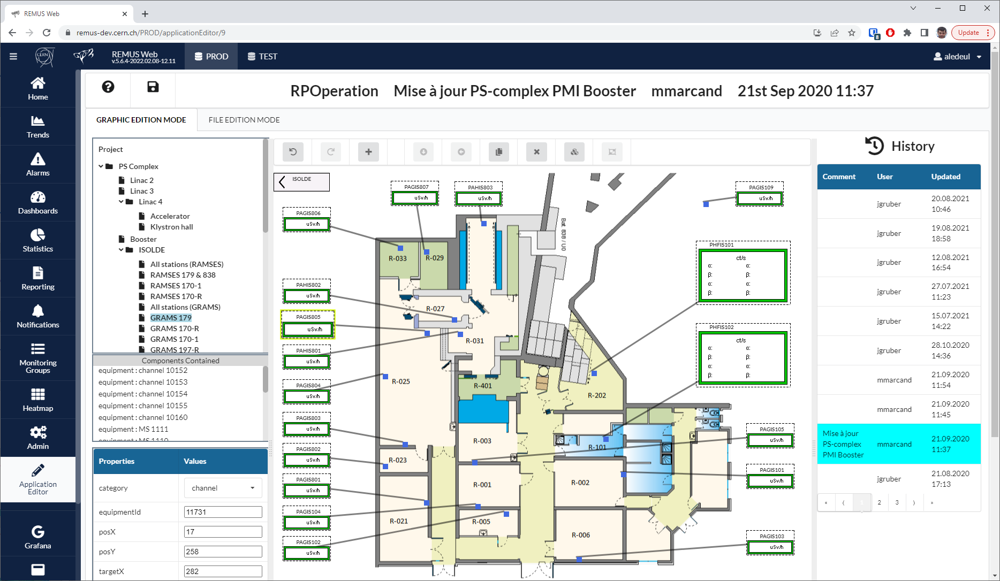 REMUS Web
remus-dev.cern.ch/PROD/applicationEditor/9
8
Update
CERN
REMUS Web
v.5.6.4-2022.02.08-12.11
PROD
TEST
aledeul
Home
Trends
Alarms
Dashboards
Statistics
Reporting
Notifications
Monitoring
Groups
Heatmap
Admin
Application
Editor
Grafana
RPOperation Mise à jour PS-complex PMI Booster mmarcand 21st Sep 2020 11:37
GRAPHIC EDITION MODE
FILE EDITION MODE
Project
PS Complex
Linac 2
Linac 3
Linac 4
Accelerator
Klystron hall
Booster
ISOLDE
All stations (RAMSES)
RAMSES 179 & 838
RAMSES 170-1
RAMSES 170-R
All stations (GRAMS)
GRAMS 179
GRAMS 170-R
GRAMS 170-1
GRAMS 197-R
Components Contained
equipment : channel 10152
equipment : channel 10153
equipment : channel 10154
equipment : channel 10155
equipment : channel 10160
equipment : MS 1111
equipment : MS 1110
Properties Values
category channel
equipmentId 11731
posX 17
posY 258
targetX 282
ISOLDE
PAGIS807
uSv/h
PAHIS803
uSv/h
PAGIS109
uSv/h
PAGIS806
uSv/h
PAHIS802
uSv/h
PAGIS805
uSv/h
PAHIS801
uSv/h
PAGIS804
uSv/h
PAGIS803
uSv/h
PAGIS802
uSv/h
PAGIS801
uSv/h
PAGIS104
uSv/h
PAGIS102
uSv/h
Bat. 838 / U0
R-033
R-029
R-027
R-031
R-025
R-401
R-202
R-003
R-101
R-023
R-001
R-002
R-021
R-005
R-006
PHFIS101
ct/s
α: α:
β: β:
α: α:
β: β:
PHFIS102
ct/s
α: α:
β: β:
α: α:
β: β:
PAGIS105
uSv/h
PAGIS101
uSv/h
PAGIS103
uSv/h
History
Comment User Updated
jgruber 20.08.2021
10:46
jgruber 19.08.2021
18:58
jgruber 12.08.2021
16:54
jgruber 27.07.2021
11:23
jgruber 15.07.2021
14:22
jgruber 28.10.2020
14:36
mmarcand 21.09.2020
11:54
mmarcand 21.09.2020
11:45
Mise à jour
PS-complex
PMI Booster
mmarcand 21.09.2020
11:37
jgruber 21.08.2020
17:13
« ⟨ 1 2 3 ⟩ »